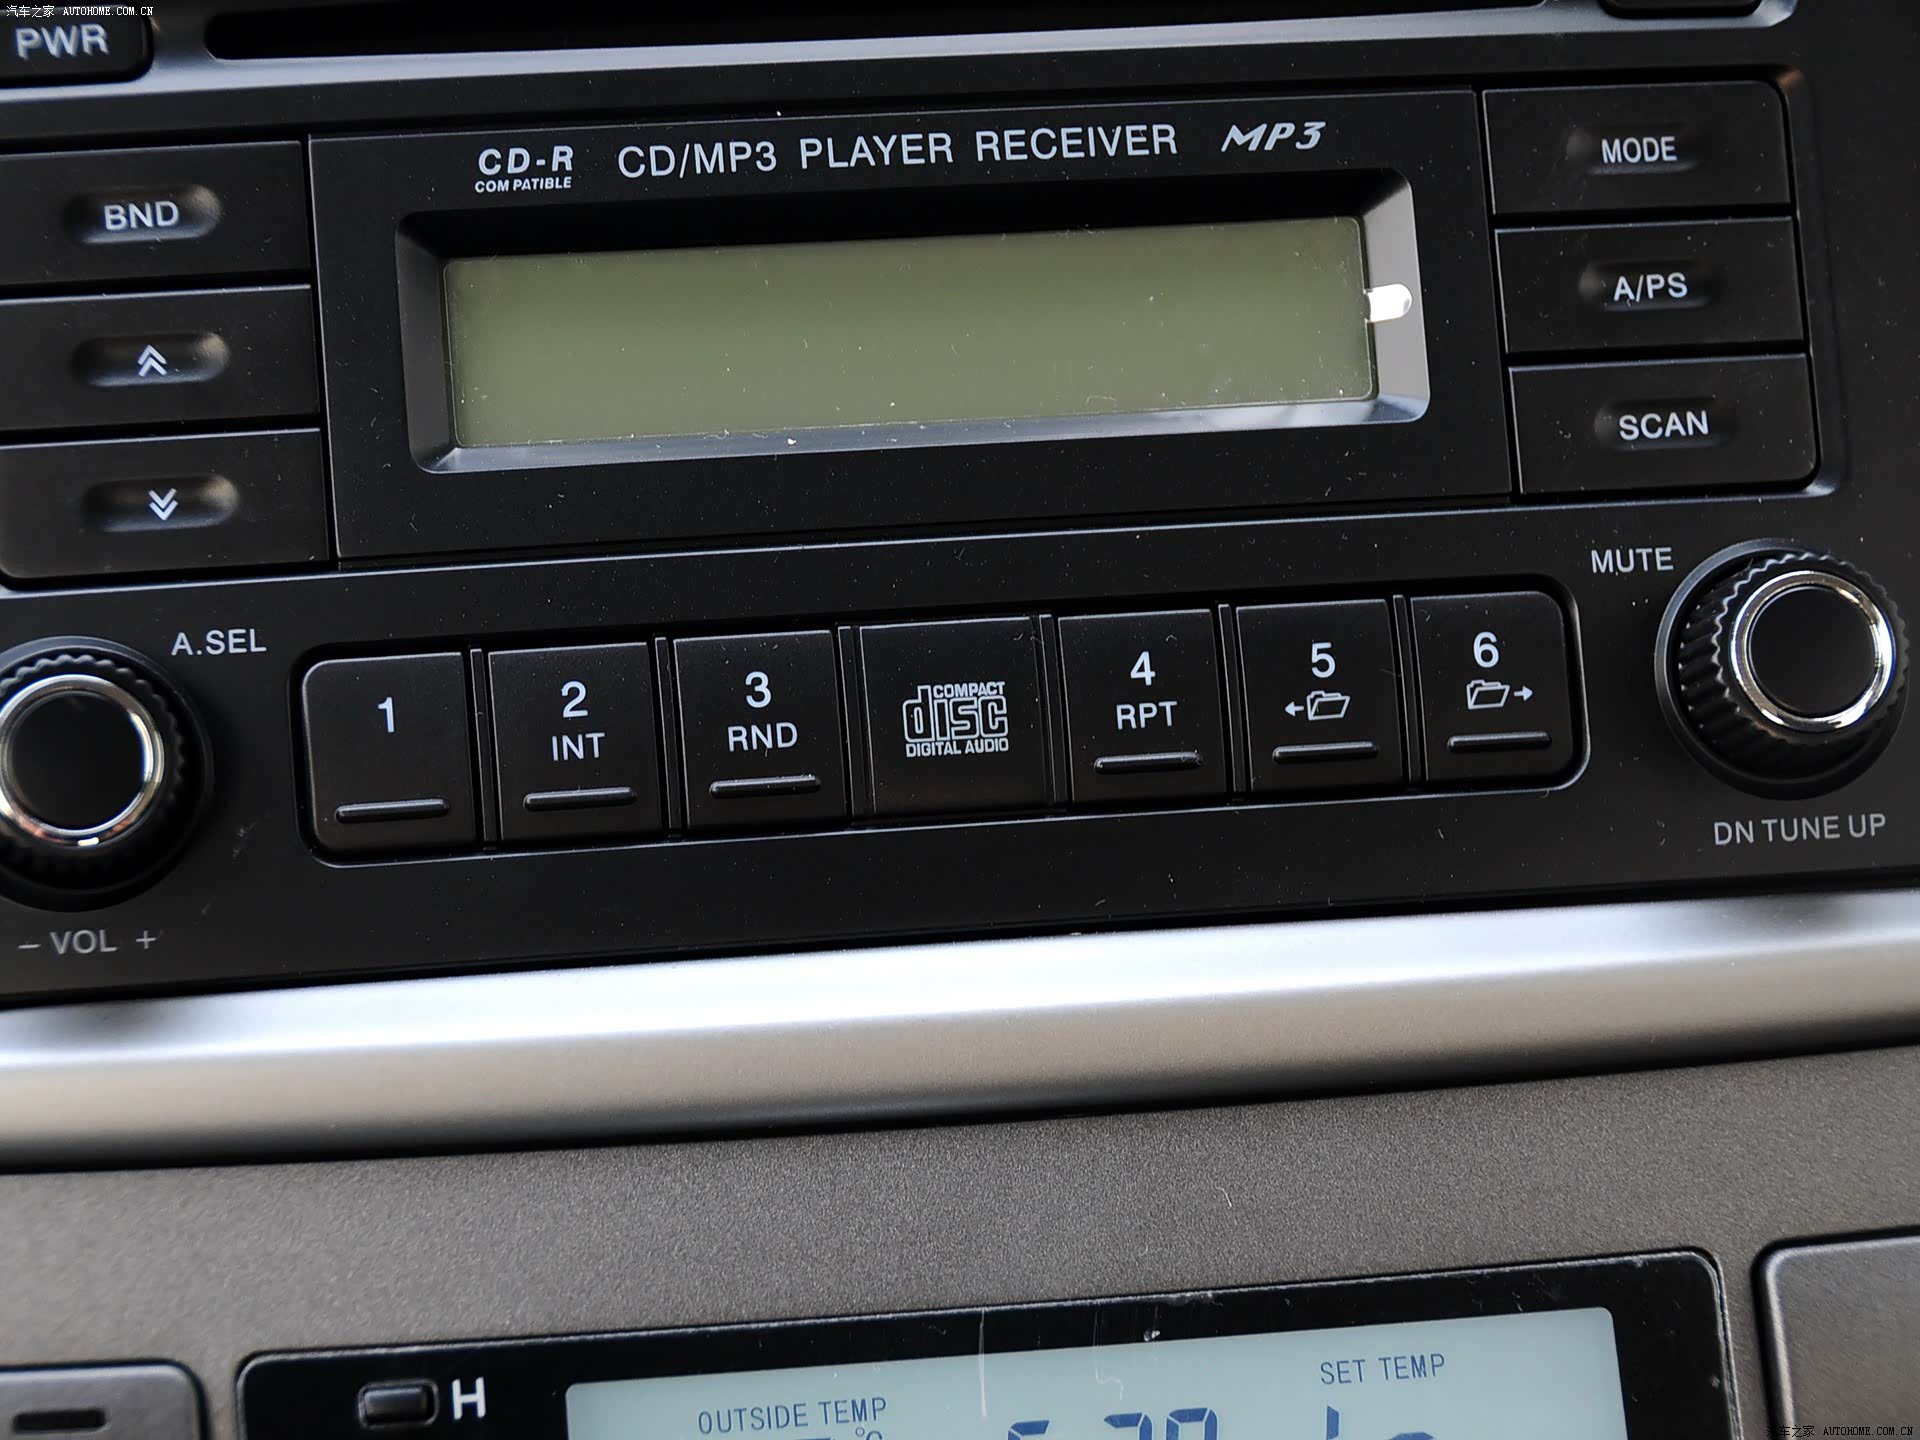 汽车之家 AUTOHOME.COM.CN
PWR
CD-R
COMPATIBLE
CD/MP3 PLAYER RECEIVER MP3
MODE
BND
A/PS
SCAN
MUTE
A.SEL
1
2
INT
3
RND
COMPACT
disc
DIGITAL AUDIO
4
RPT
5
6
DN TUNE UP
– VOL +
SET TEMP
H
OUTSIDE TEMP
汽车之家 AUTOHOME.COM.CN